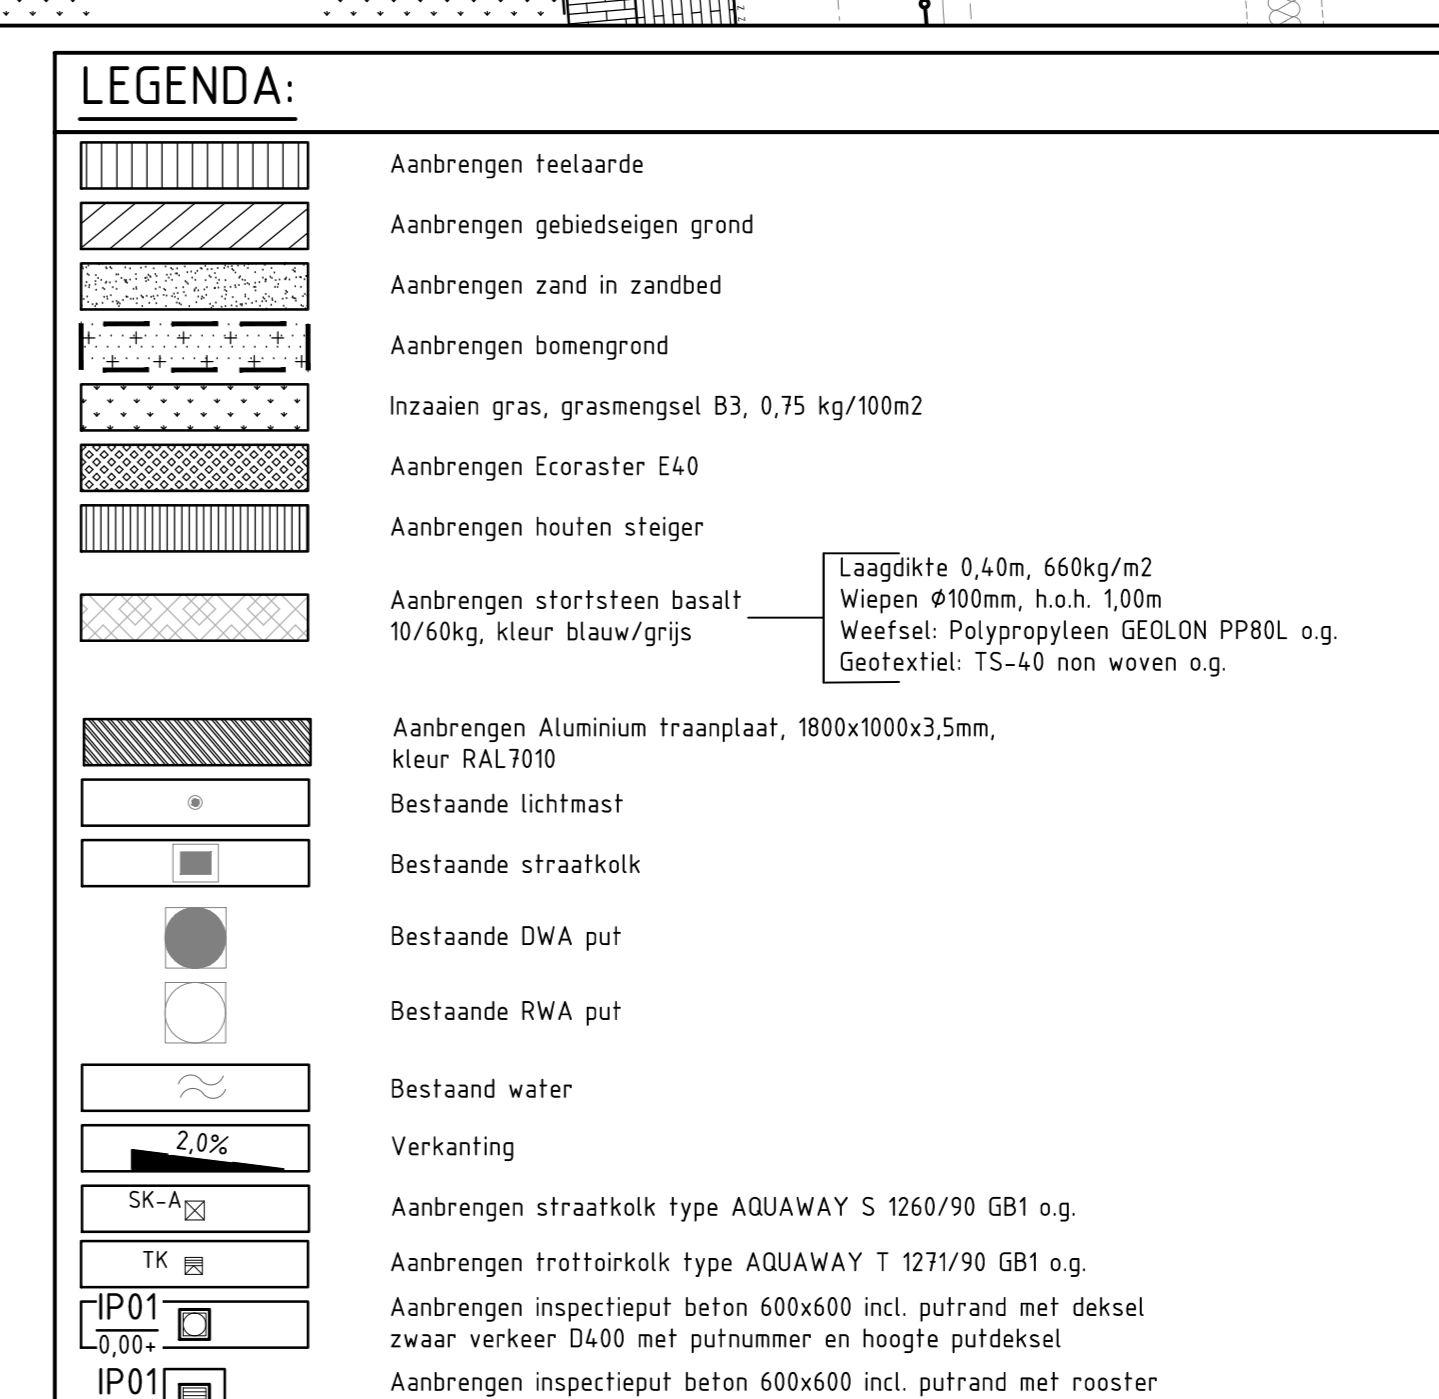 LEGENDA:
Aanbrengen teelaarde
Aanbrengen gebiedseigen grond
Aanbrengen zand in zandbed
Aanbrengen bomengrond
Inzaaien gras, grasmengsel B3, 0,75 kg/100m2
Aanbrengen Ecoraster E40
Aanbrengen houten steiger
Aanbrengen stortsteen basalt
10/60kg, kleur blauw/grijs
Laagdikte 0,40m, 660kg/m2
Wiepen Ø100mm, h.o.h. 1,00m
Weefsel: Polypropyleen GEOLON PP80L o.g.
Geotextiel: TS-40 non woven o.g.
Aanbrengen Aluminium traanplaat, 1800x1000x3,5mm,
kleur RAL7010
Bestaande lichtmast
Bestaande straatkolk
Bestaande DWA put
Bestaande RWA put
Bestaand water
2,0%
Verkanting
SK-A
Aanbrengen straatkolk type AQUAWAY S 1260/90 GB1 o.g.
TK
Aanbrengen trottoirkolk type AQUAWAY T 1271/90 GB1 o.g.
IP01
0,00+
Aanbrengen inspectieput beton 600x600 incl. putrand met deksel
zwaar verkeer D400 met putnummer en hoogte putdeksel
IP01
Aanbrengen inspectieput beton 600x600 incl. putrand met rooster